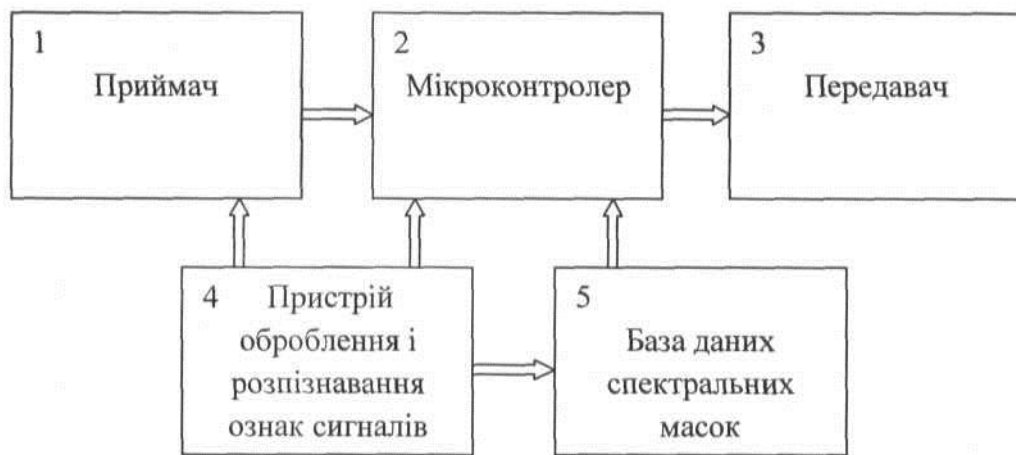 1
Приймач
2
Мікроконтролер
3
Передавач
4 Пристрій
оброблення і
розпізнавання
ознак сигналів
5
База даних
спектральних
масок